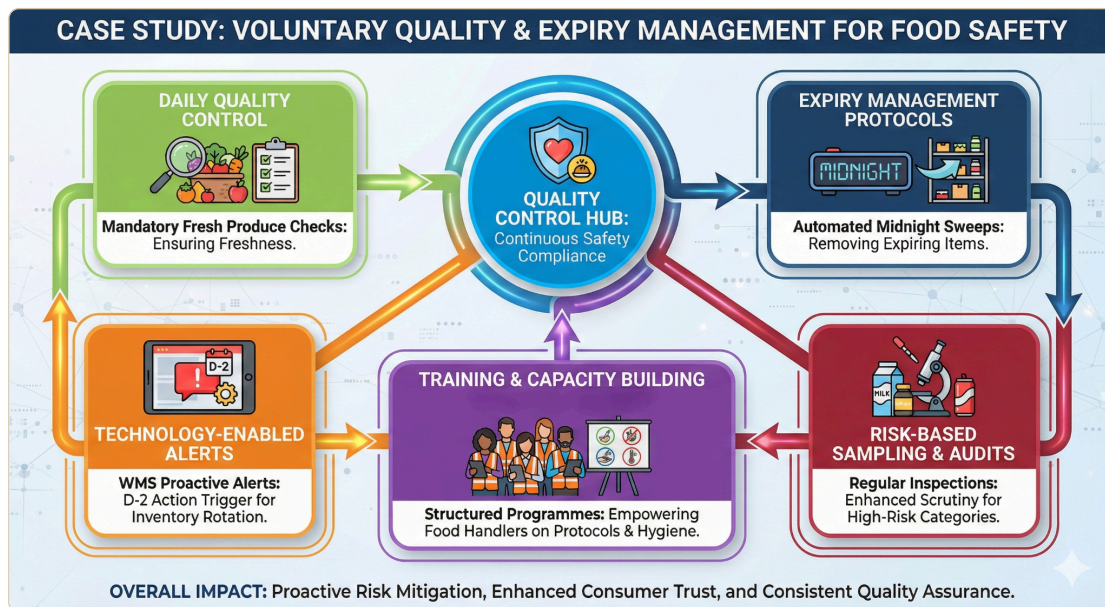 CASE STUDY: VOLUNTARY QUALITY & EXPIRY MANAGEMENT FOR FOOD SAFETY
DAILY QUALITY
CONTROL
Mandatory Fresh Produce Checks:
Ensuring Freshness.
QUALITY
CONTROL HUB:
Continuous Safety
Compliance
EXPIRY MANAGEMENT
PROTOCOLS
MIDNIGHT
Automated Midnight Sweeps:
Removing Expiring Items.
D-2
!
TECHNOLOGY-ENABLED
ALERTS
WMS Proactive Alerts:
D-2 Action Trigger for
Inventory Rotation.
TRAINING & CAPACITY BUILDING
Structured Programmes: Empowering
Food Handlers on Protocols & Hygiene.
MILK
RISK-BASED
SAMPLING & AUDITS
Regular Inspections:
Enhanced Scrutiny for
High-Risk Categories.
OVERALL IMPACT: Proactive Risk Mitigation, Enhanced Consumer Trust, and Consistent Quality Assurance.